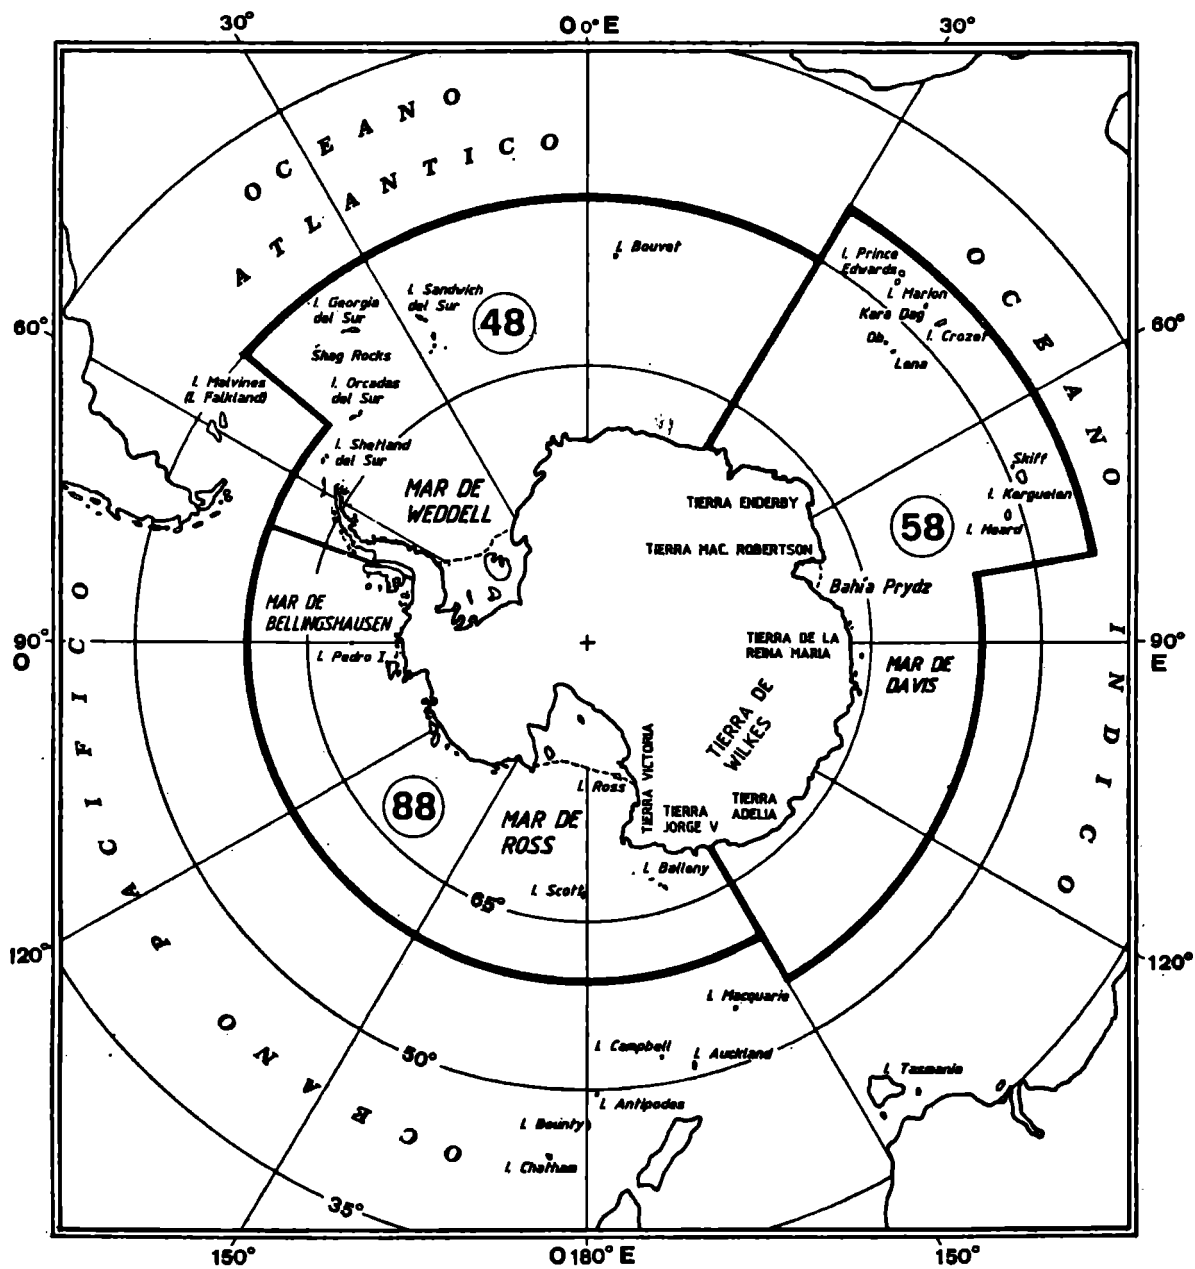 30° 0 0° E 30°
OCEANO
ATLANTICO
I. Bouvet
I. Prince
Edwards
I. Marion
Kara Dag
I. Crozet
Ob.
Lena
OCEANO
INDICO
I. Georgia
del Sur
I. Sandwich
del Sur
48
60°
60°
Shag Rocks
I. Malvines
(I. Falkland)
I. Orcadas
del Sur
I. Shetland
del Sur
MAR DE
WEDDELL
Skiff
I. Kerguelen
I. Heard
58
TIERRA ENDERBY
TIERRA MAC. ROBERTSON
Bahía Prydz
MAR DE
BELLINGSHAUSEN
90°
O
I. Pedro I
TIERRA DE LA
REINA MARIA
MAR DE
DAVIS
90°
E
TIERRA DE
WILKES
TIERRA VICTORIA
I. Ross
TIERRA
JORGE V
TIERRA
ADELIA
88
MAR DE
ROSS
I. Balleny
I. Scott
65°
120°
120°
OCEANO
PACIFICO
I. Macquarie
I. Campbell
I. Auckland
50°
I. Tasmania
I. Antipodes
I. Bounty
I. Chatham
35°
150° 0 180° E 150°